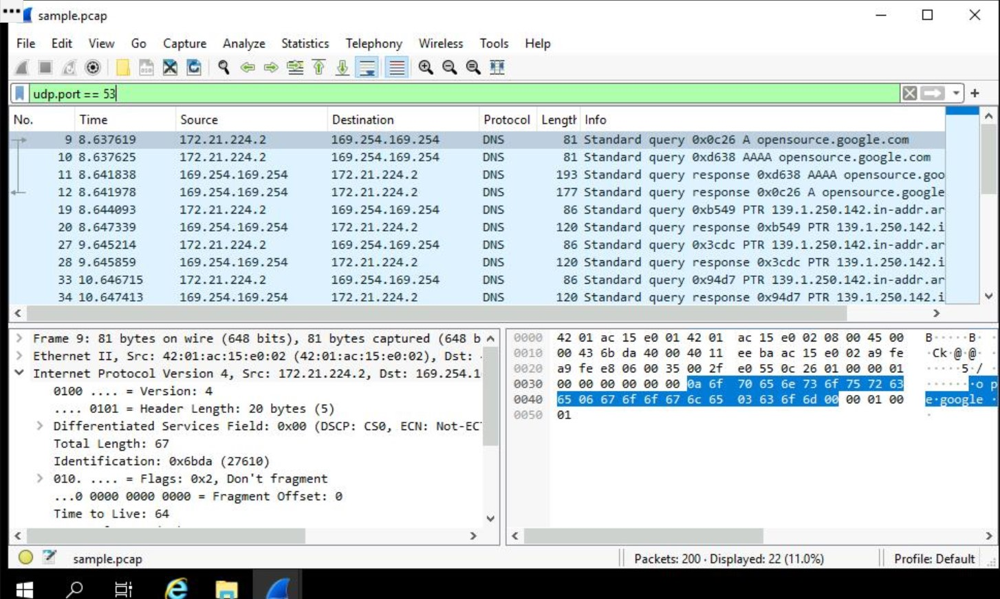 sample.pcap
File Edit View Go Capture Analyze Statistics Telephony Wireless Tools Help
udp.port == 53
No. Time Source Destination Protocol Length Info
9 8.637619 172.21.224.2 169.254.169.254 DNS 81 Standard query 0x0c26 A opensource.google.com
10 8.637625 172.21.224.2 169.254.169.254 DNS 81 Standard query 0xd638 AAAA opensource.google.com
11 8.641838 169.254.169.254 172.21.224.2 DNS 193 Standard query response 0xd638 AAAA opensource.goo
12 8.641978 169.254.169.254 172.21.224.2 DNS 177 Standard query response 0x0c26 A opensource.google
19 8.644093 172.21.224.2 169.254.169.254 DNS 86 Standard query 0xb549 PTR 139.1.250.142.in-addr.ar
20 8.647339 169.254.169.254 172.21.224.2 DNS 120 Standard query response 0xb549 PTR 139.1.250.142.i
27 9.645214 172.21.224.2 169.254.169.254 DNS 86 Standard query 0x3cdc PTR 139.1.250.142.in-addr.ar
28 9.645859 169.254.169.254 172.21.224.2 DNS 120 Standard query response 0x3cdc PTR 139.1.250.142.i
33 10.646715 172.21.224.2 169.254.169.254 DNS 86 Standard query 0x94d7 PTR 139.1.250.142.in-addr.ar
34 10.647413 169.254.169.254 172.21.224.2 DNS 120 Standard query response 0x94d7 PTR 139.1.250.142.i
Frame 9: 81 bytes on wire (648 bits), 81 bytes captured (648 b
Ethernet II, Src: 42:01:ac:15:e0:02 (42:01:ac:15:e0:02), Dst:
Internet Protocol Version 4, Src: 172.21.224.2, Dst: 169.254.1
0100 .... = Version: 4
.... 0101 = Header Length: 20 bytes (5)
Differentiated Services Field: 0x00 (DSCP: CS0, ECN: Not-EC
Total Length: 67
Identification: 0x6bda (27610)
010. .... = Flags: 0x2, Don't fragment
...0 0000 0000 0000 = Fragment Offset: 0
Time to Live: 64
0000 42 01 ac 15 e0 01 42 01 ac 15 e0 02 08 00 45 00 B·····B·
0010 00 43 6b da 40 00 40 11 ee ba ac 15 e0 02 a9 fe ·Ck·@·@·
0020 a9 fe e8 06 00 35 00 2f e0 55 0c 26 01 00 00 01 ·····5·/
0030 00 00 00 00 00 00 0a 6f 70 65 6e 73 6f 75 72 63 ·······o p
0040 65 06 67 6f 6f 67 6c 65 03 63 6f 6d 00 00 01 00 e·google ·
0050 01 ·
sample.pcap
Packets: 200 · Displayed: 22 (11.0%)
Profile: Default